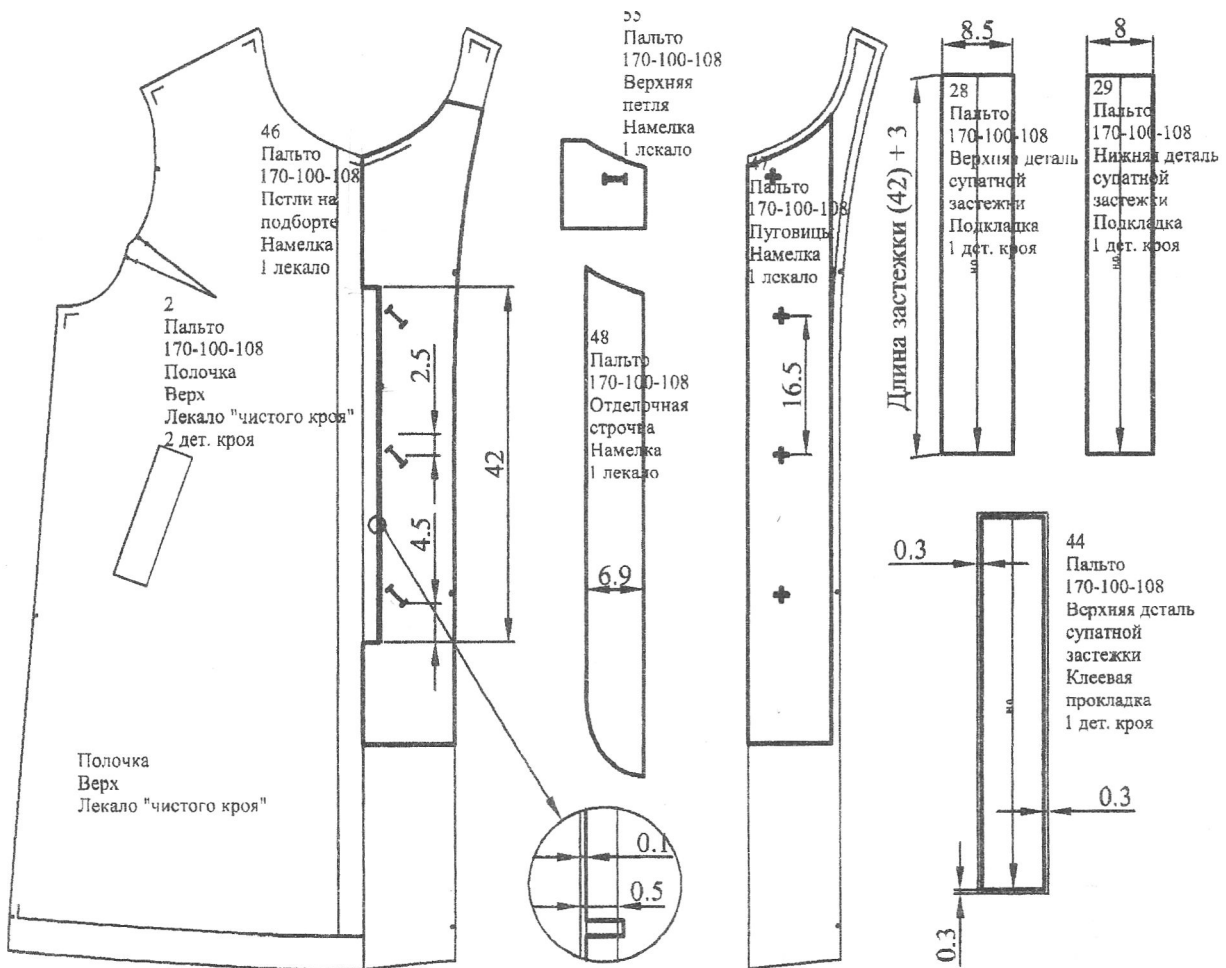 46
Пальто
170-100-108
Петли на
подборте
Намелка
1 лекало
2
Пальто
170-100-108
Полочка
Верх
Лекало "чистого кроя"
2 дет. кроя
Полочка
Верх
Лекало "чистого кроя"
2.5
4.5
42
55
Пальто
170-100-108
Верхняя
петля
Намелка
1 лекало
48
Пальто
170-100-108
Отделочная
строчка
Намелка
1 лекало
6.9
0.1
0.5
47
Пальто
170-100-108
Пуговицы
Намелка
1 лекало
16.5
8.5
Длина застежки (42) + 3
28
Пальто
170-100-108
Верхняя деталь
супатной
застежки
Подкладка
1 дет. кроя
н.о.
8
29
Пальто
170-100-108
Нижняя деталь
супатной
застежки
Подкладка
1 дет. кроя
н.о.
0.3
44
Пальто
170-100-108
Верхняя деталь
супатной
застежки
Клеевая
прокладка
1 дет. кроя
н.о.
0.3
0.3